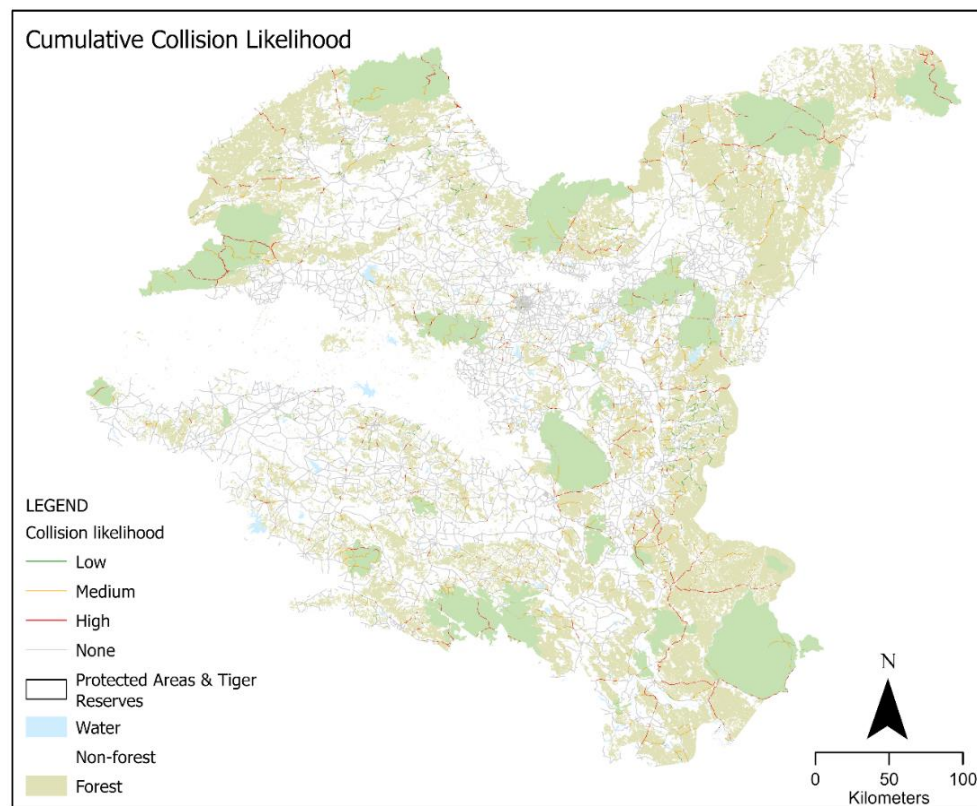 Cumulative Collision Likelihood
LEGEND
Collision likelihood
Low
Medium
High
None
Protected Areas & Tiger
Reserves
Water
Non-forest
Forest
N
0 50 100
Kilometers